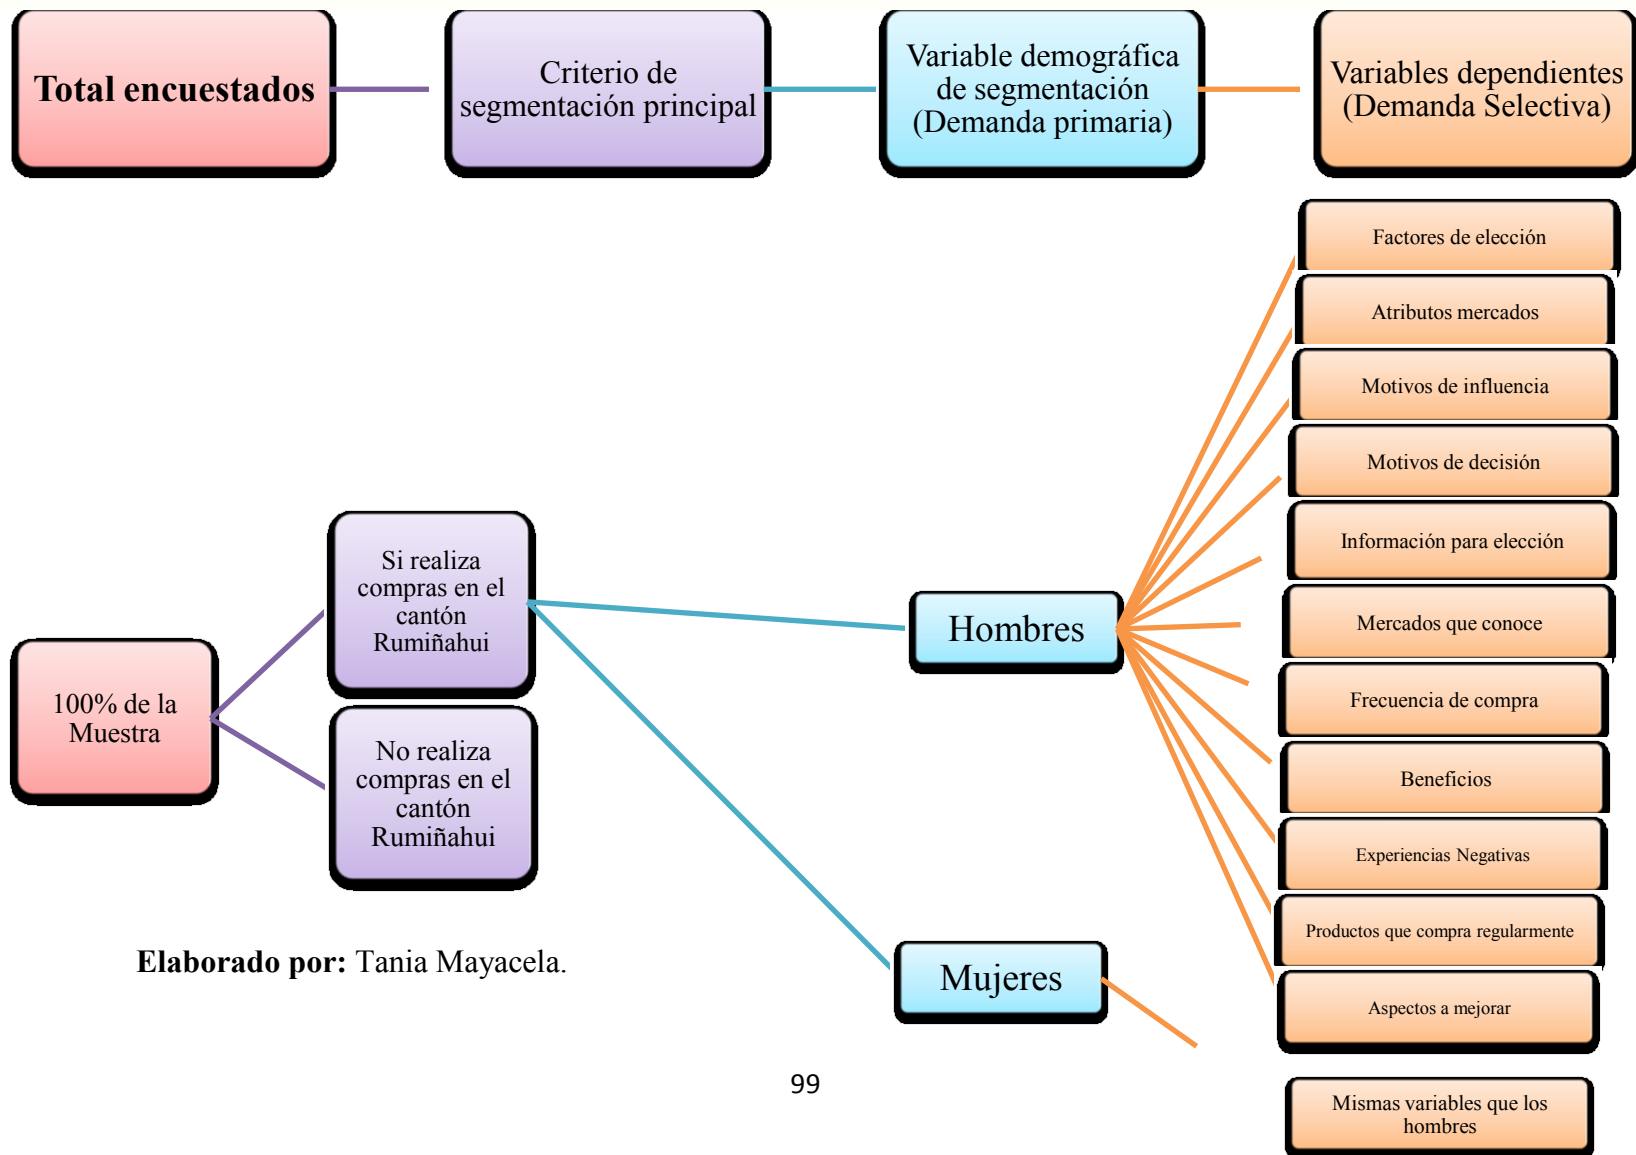 Total encuestados
Criterio de
segmentación principal
Variable demográfica
de segmentación
(Demanda primaria)
Variables dependientes
(Demanda Selectiva)
100% de la
Muestra
Si realiza
compras en el
cantón
Rumiñahui
No realiza
compras en el
cantón
Rumiñahui
Hombres
Mujeres
Factores de elección
Atributos mercados
Motivos de influencia
Motivos de decisión
Información para elección
Mercados que conoce
Frecuencia de compra
Beneficios
Experiencias Negativas
Productos que compra regularmente
Aspectos a mejorar
Mismas variables que los
hombres
Elaborado por: Tania Mayacela.
99